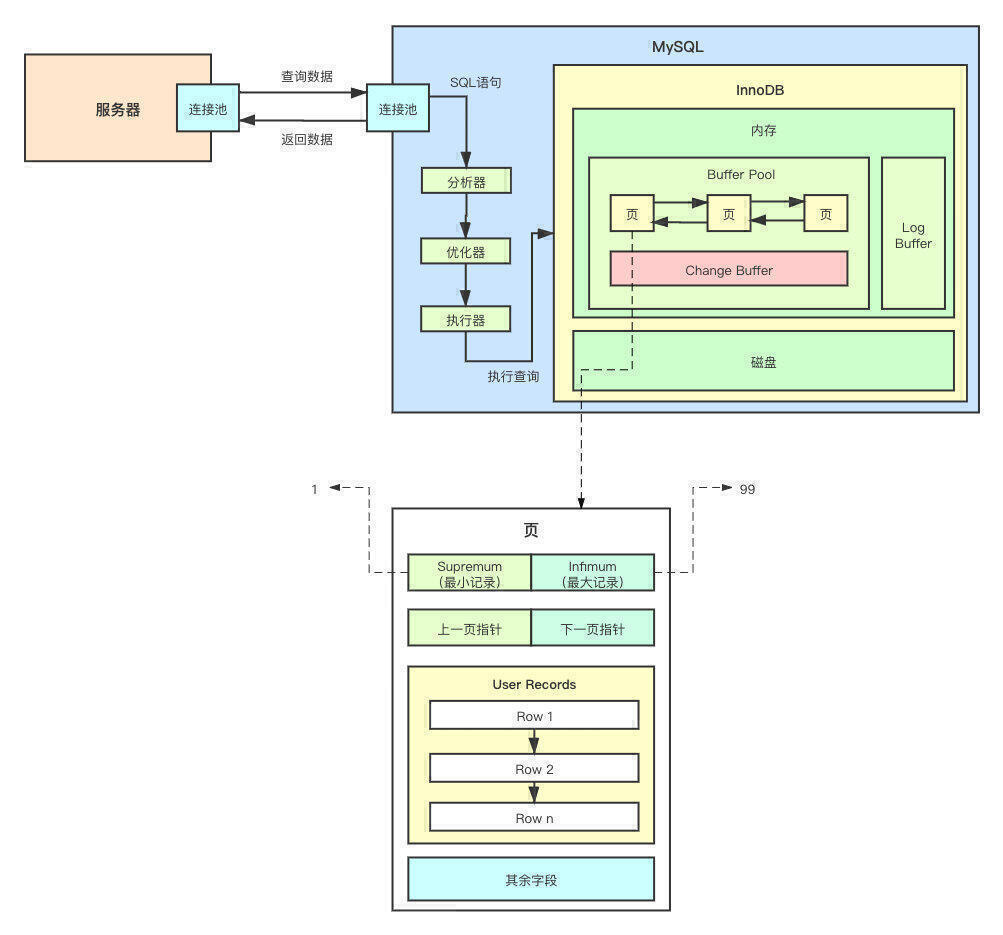 MySQL
服务器
连接池
查询数据
返回数据
连接池
SQL语句
分析器
优化器
执行器
执行查询
InnoDB
内存
Buffer Pool
页
页
页
Change Buffer
Log
Buffer
磁盘
1
99
页
Supremum
（最小记录）
Infimum
（最大记录）
上一页指针
下一页指针
User Records
Row 1
Row 2
Row n
其余字段